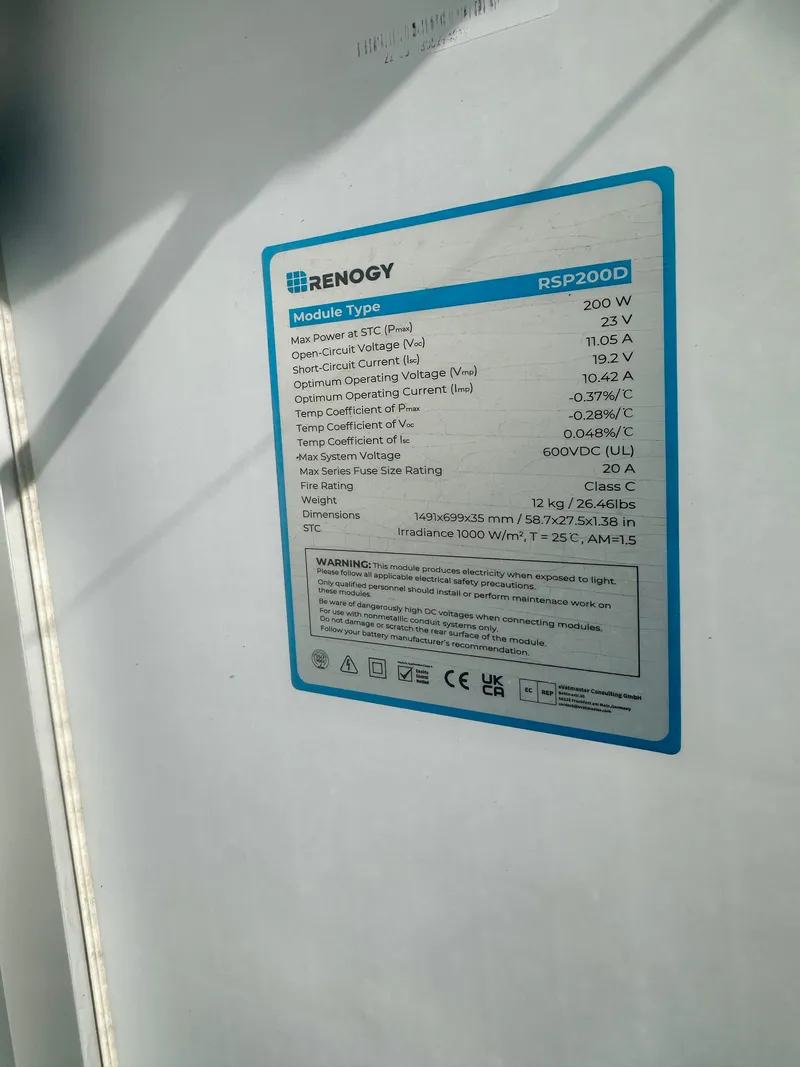 RENOGY
Module Type RSP200D
Max Power at STC (Pmax) 200 W
Open-Circuit Voltage (Voc) 23 V
Short-Circuit Current (Isc) 11.05 A
Optimum Operating Voltage (Vmp) 19.2 V
Optimum Operating Current (Imp) 10.42 A
Temp Coefficient of Pmax -0.37%/℃
Temp Coefficient of Voc -0.28%/℃
Temp Coefficient of Isc 0.048%/℃
Max System Voltage 600VDC (UL)
Max Series Fuse Size Rating 20 A
Fire Rating Class C
Weight 12 kg / 26.46lbs
Dimensions 1491x699x35 mm / 58.7x27.5x1.38 in
STC Irradiance 1000 W/m², T = 25℃, AM=1.5
WARNING: This module produces electricity when exposed to light.
Please follow all applicable electrical safety precautions.
Only qualified personnel should install or perform maintenace work on
these modules.
Be ware of dangerously high DC voltages when connecting modules.
For use with nonmetallic conduit systems only.
Do not damage or scratch the rear surface of the module.
Follow your battery manufacturer's recommendation.
CE
UK
CA
EC REP
eVatmaster Consulting GmbH